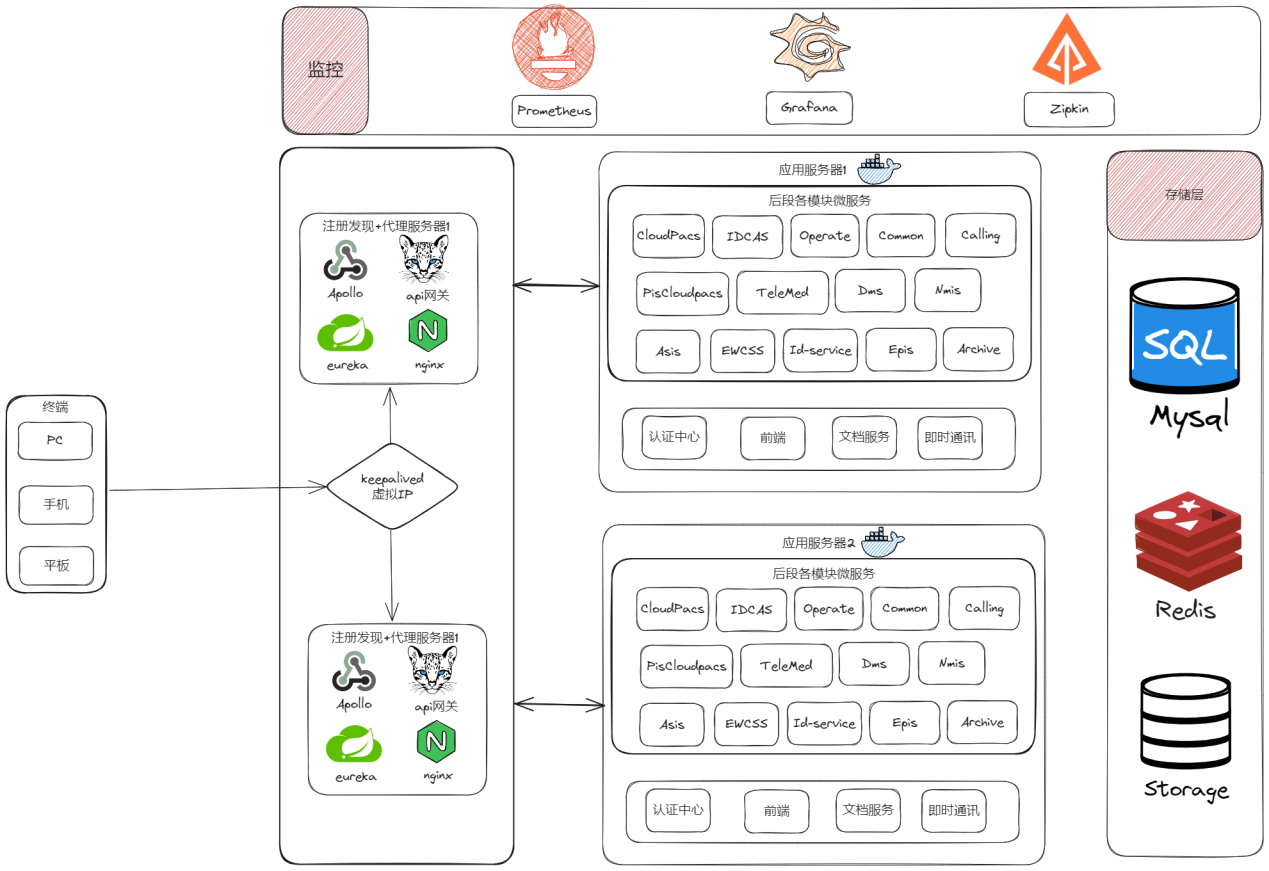 监控
Prometheus
Grafana
Zipkin
终端
PC
手机
平板
注册发现+代理服务器1
Apollo
api网关
eureka
nginx
keepalived
虚拟IP
注册发现+代理服务器1
Apollo
api网关
eureka
nginx
应用服务器1
后段各模块微服务
CloudPacs
IDCAS
Operate
Common
Calling
PisCloudpacs
TeleMed
Dms
Nmis
Asis
EWCSS
Id-service
Epis
Archive
认证中心
前端
文档服务
即时通讯
应用服务器2
后段各模块微服务
CloudPacs
IDCAS
Operate
Common
Calling
PisCloudpacs
TeleMed
Dms
Nmis
Asis
EWCSS
Id-service
Epis
Archive
认证中心
前端
文档服务
即时通讯
存储层
SQL
Mysal
Redis
Storage